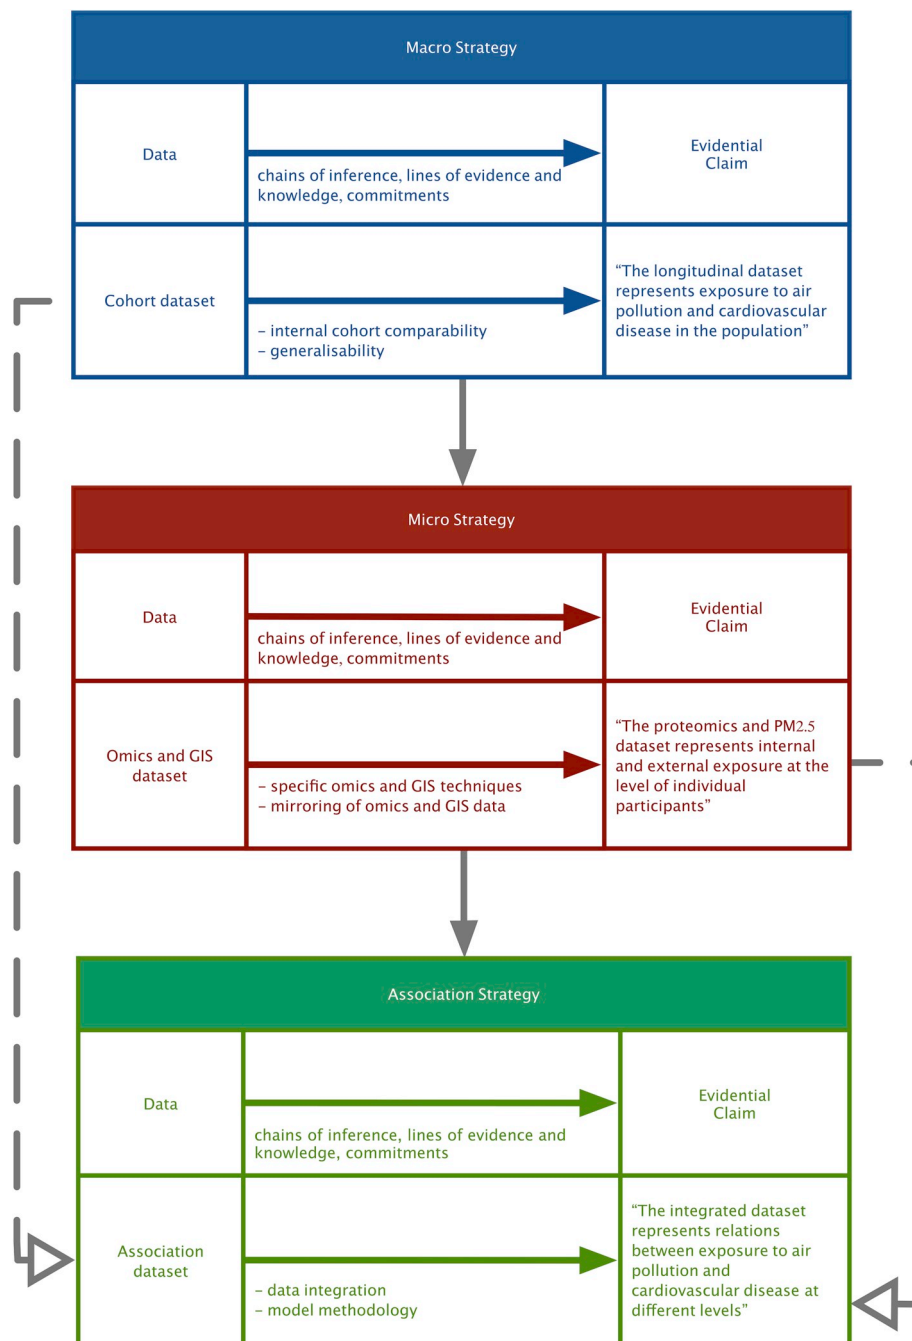 Macro Strategy
Data
chains of inference, lines of evidence and
knowledge, commitments
Evidential
Claim
Cohort dataset
– internal cohort comparability
– generalisability
“The longitudinal dataset
represents exposure to air
pollution and cardiovascular
disease in the population”
Micro Strategy
Data
chains of inference, lines of evidence and
knowledge, commitments
Evidential
Claim
Omics and GIS
dataset
– specific omics and GIS techniques
– mirroring of omics and GIS data
“The proteomics and PM2.5
dataset represents internal
and external exposure at the
level of individual
participants”
Association Strategy
Data
chains of inference, lines of evidence and
knowledge, commitments
Evidential
Claim
Association
dataset
– data integration
– model methodology
“The integrated dataset
represents relations
between exposure to air
pollution and
cardiovascular disease at
different levels”